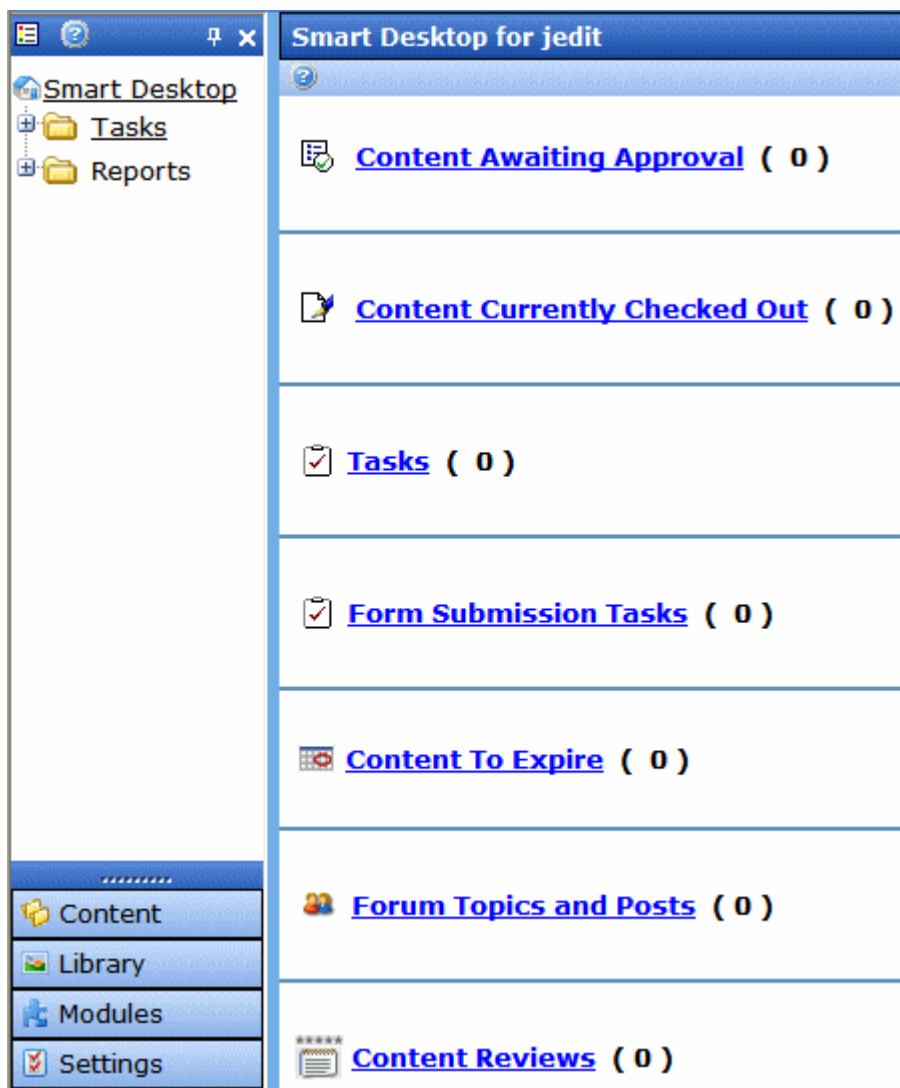 Smart Desktop
Tasks
Reports
Content
Library
Modules
Settings
Smart Desktop for jedit
Content Awaiting Approval ( 0 )
Content Currently Checked Out ( 0 )
Tasks ( 0 )
Form Submission Tasks ( 0 )
Content To Expire ( 0 )
Forum Topics and Posts ( 0 )
Content Reviews ( 0 )